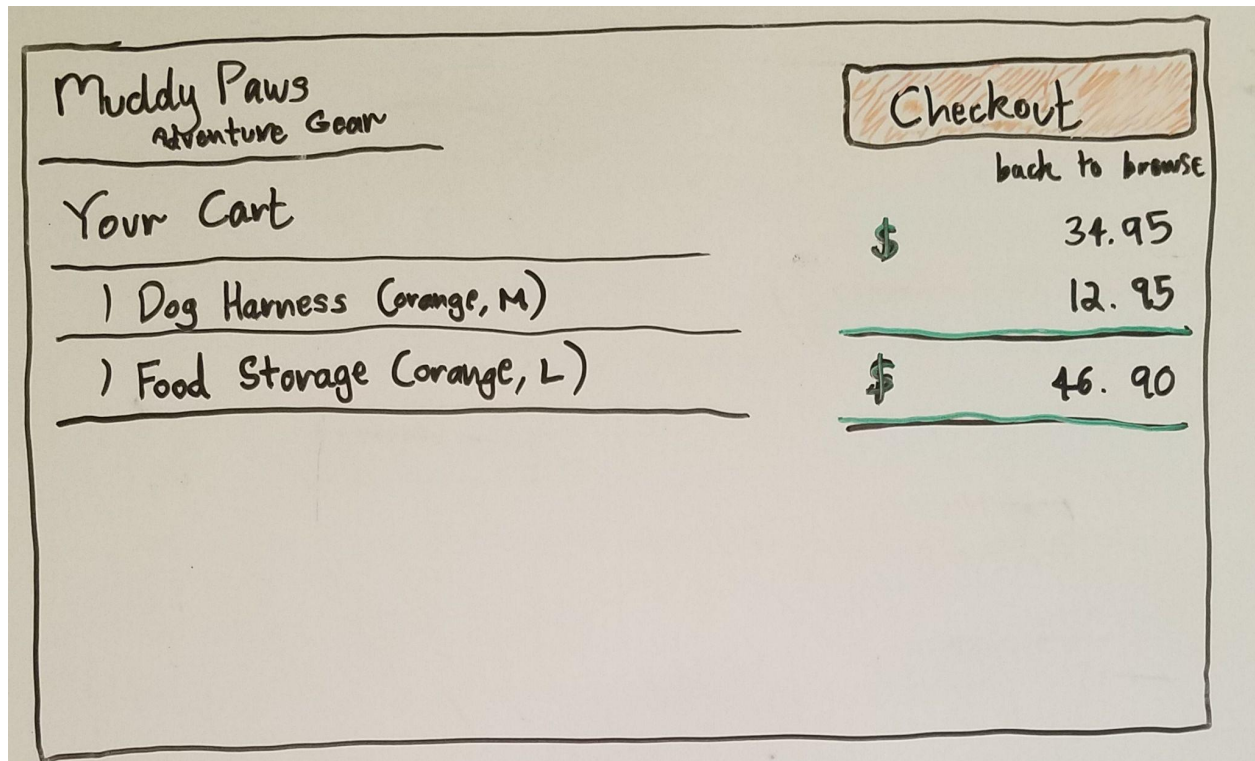 Muddy Paws
Adventure Gear
Checkout
back to browse
Your Cart
$ 34.95
1 Dog Harness (orange, M)
12.95
1 Food Storage (orange, L)
$ 46.90